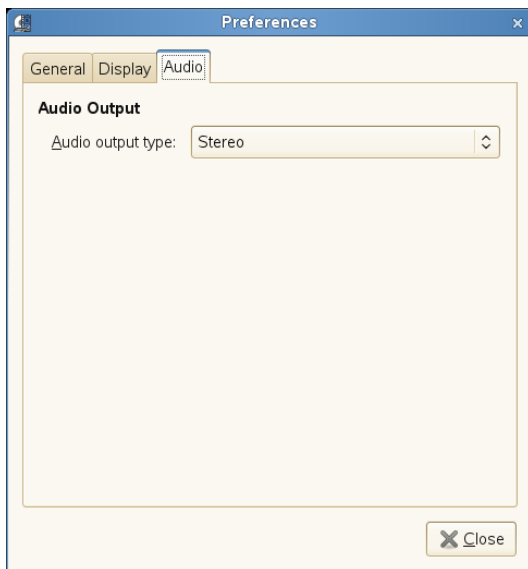 Preferences
General Display Audio
Audio Output
Audio output type: Stereo
Close